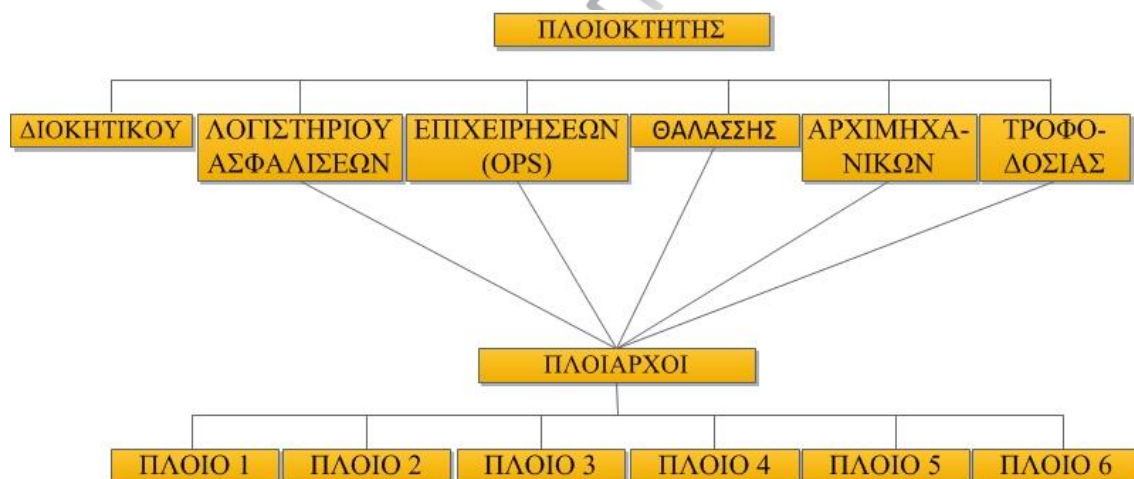 ΠΛΟΙΟΚΤΗΤΗΣ
ΔΙΟΚΗΤΙΚΟΥ
ΛΟΓΙΣΤΗΡΙΟΥ
ΑΣΦΑΛΙΣΕΩΝ
ΕΠΙΧΕΙΡΗΣΕΩΝ
(OPS)
ΘΑΛΑΣΣΗΣ
ΑΡΧΙΜΗΧΑ-
ΝΙΚΩΝ
ΤΡΟΦΟ-
ΔΟΣΙΑΣ
ΠΛΟΙΑΡΧΟΙ
ΠΛΟΙΟ 1
ΠΛΟΙΟ 2
ΠΛΟΙΟ 3
ΠΛΟΙΟ 4
ΠΛΟΙΟ 5
ΠΛΟΙΟ 6